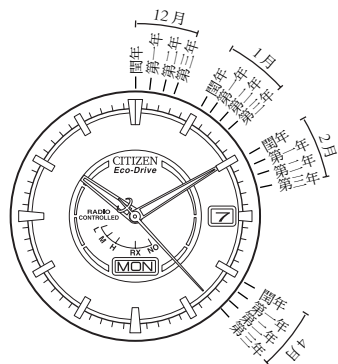 12月
閏年
第一年
第二年
第三年
1月
閏年
第一年
第二年
第三年
2月
閏年
第一年
第二年
第三年
4月
閏年
第一年
第二年
第三年
CITIZEN
Eco-Drive
RADIO
CONTROLLED
L M H
RX NO
MON
7